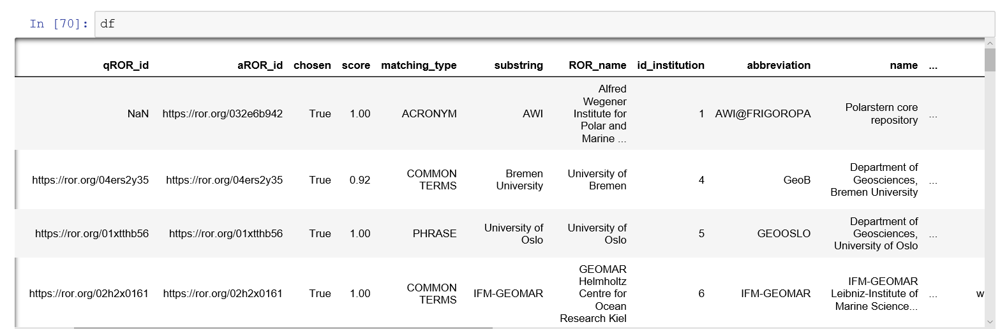 In [70]: df
qROR_id aROR_id chosen score matching_type substring ROR_name id_institution abbreviation name ...
NaN https://ror.org/032e6b942 True 1.00 ACRONYM AWI Alfred Wegener Institute for Polar and Marine ... 1 AWI@FRIGOROPA Polarstern core repository ...
https://ror.org/04ers2y35 https://ror.org/04ers2y35 True 0.92 COMMON TERMS Bremen University University of Bremen 4 GeoB Department of Geosciences, Bremen University ...
https://ror.org/01xtthb56 https://ror.org/01xtthb56 True 1.00 PHRASE University of Oslo University of Oslo 5 GEOOSLO Department of Geosciences, University of Oslo ...
https://ror.org/02h2x0161 https://ror.org/02h2x0161 True 1.00 COMMON TERMS IFM-GEOMAR GEOMAR Helmholtz Centre for Ocean Research Kiel 6 IFM-GEOMAR IFM-GEOMAR Leibniz-Institute of Marine Science... ... w